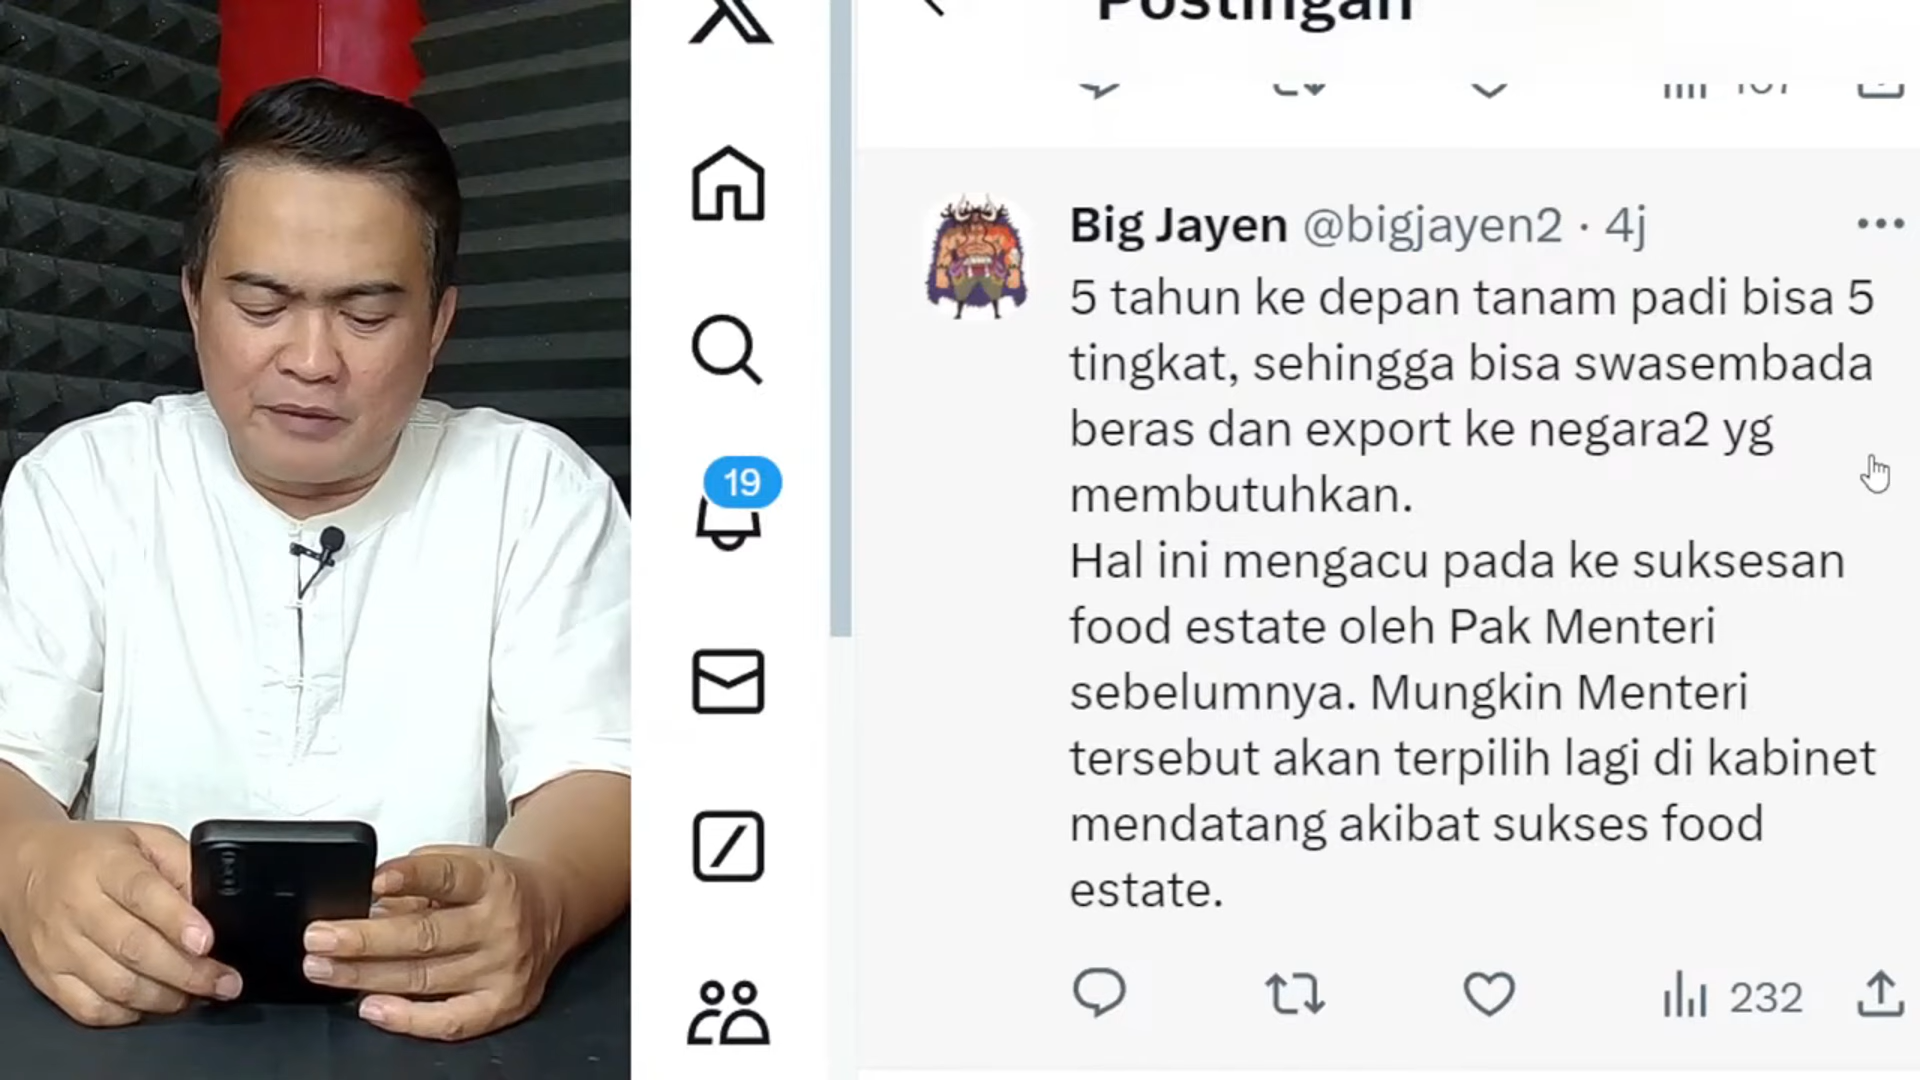 Postingan
19
Big Jayen @bigjayen2 · 4j
5 tahun ke depan tanam padi bisa 5
tingkat, sehingga bisa swasembada
beras dan export ke negara2 yg
membutuhkan.
Hal ini mengacu pada ke suksesan
food estate oleh Pak Menteri
sebelumnya. Mungkin Menteri
tersebut akan terpilih lagi di kabinet
mendatang akibat sukses food
estate.
232